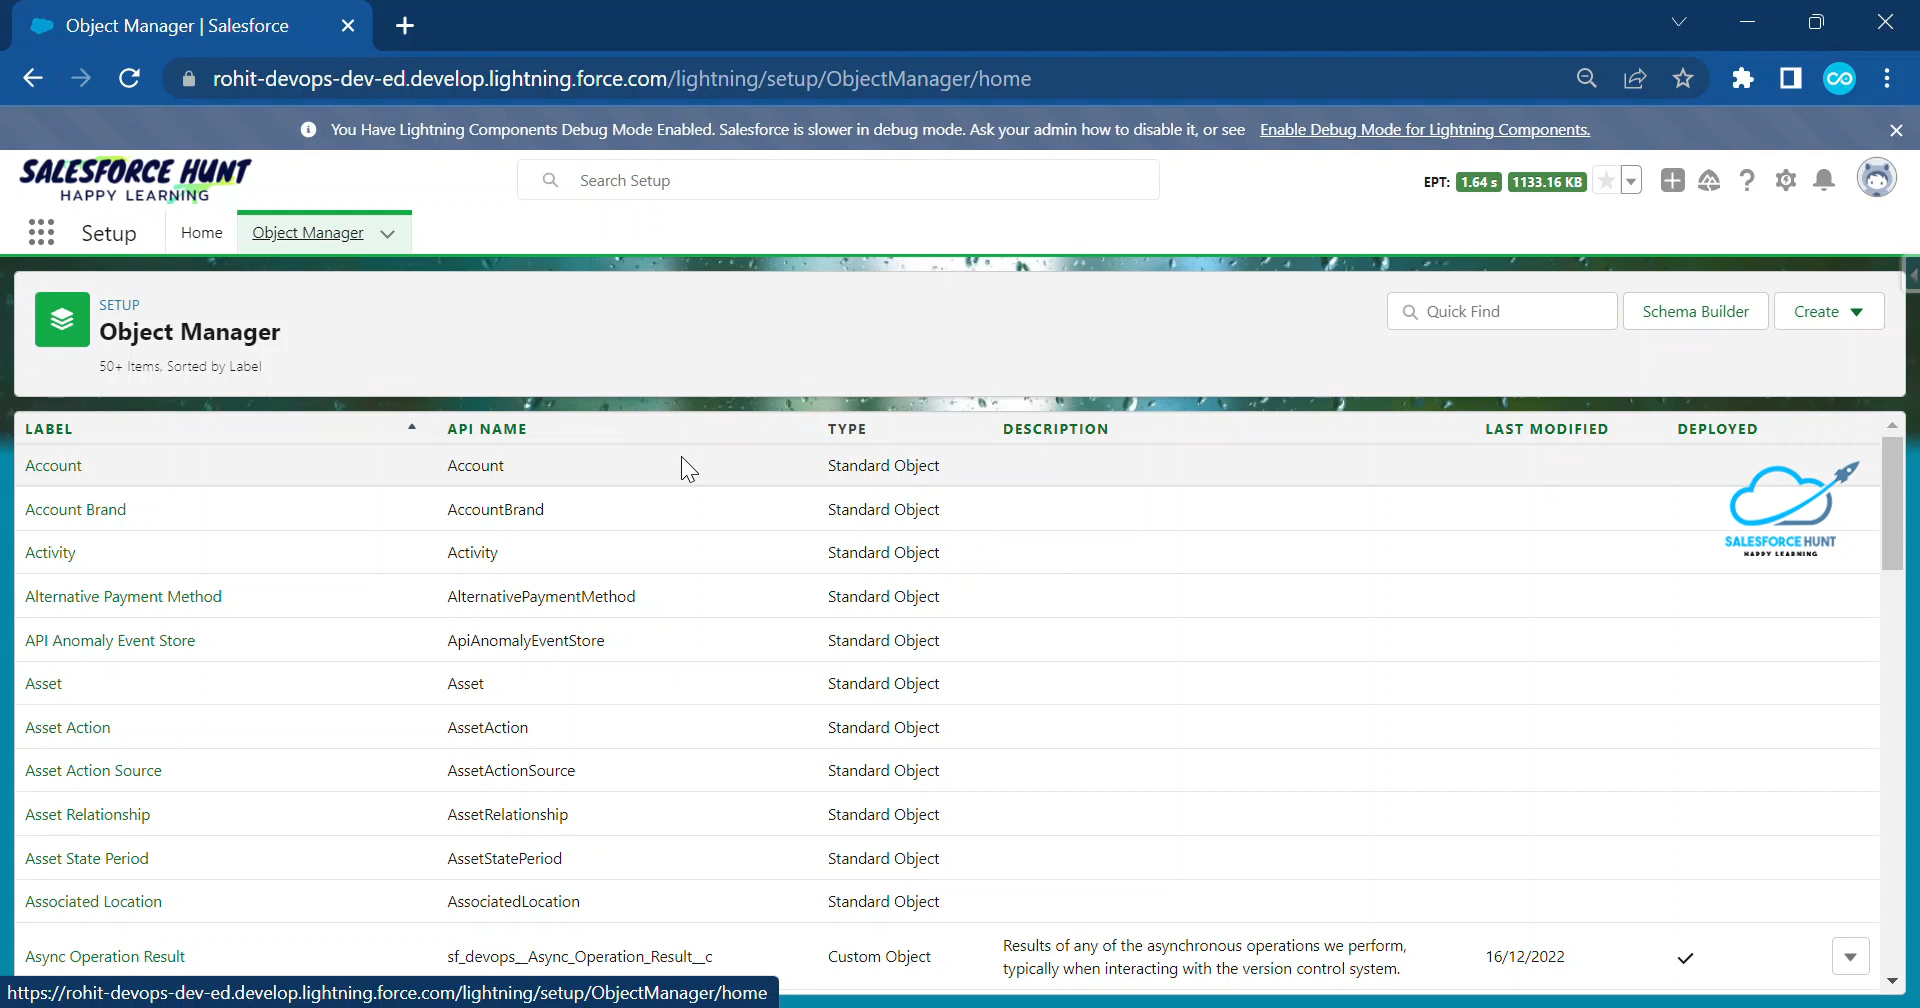 Object Manager | Salesforce
rohit-devops-dev-ed.develop.lightning.force.com/lightning/setup/ObjectManager/home
You Have Lightning Components Debug Mode Enabled. Salesforce is slower in debug mode. Ask your admin how to disable it, or see Enable Debug Mode for Lightning Components.
SALESFORCE HUNT
HAPPY LEARNING
Search Setup
EPT: 1.64 s 1133.16 KB
Setup Home Object Manager
SETUP
Object Manager
50+ Items, Sorted by Label
Quick Find Schema Builder Create
LABEL API NAME TYPE DESCRIPTION LAST MODIFIED DEPLOYED
Account Account Standard Object
Account Brand AccountBrand Standard Object
Activity Activity Standard Object
SALESFORCE HUNT
HAPPY LEARNING
Alternative Payment Method AlternativePaymentMethod Standard Object
API Anomaly Event Store ApiAnomalyEventStore Standard Object
Asset Asset Standard Object
Asset Action AssetAction Standard Object
Asset Action Source AssetActionSource Standard Object
Asset Relationship AssetRelationship Standard Object
Asset State Period AssetStatePeriod Standard Object
Associated Location AssociatedLocation Standard Object
Async Operation Result sf_devops__Async_Operation_Result__c Custom Object Results of any of the asynchronous operations we perform, 16/12/2022
typically when interacting with the version control system.
https://rohit-devops-dev-ed.develop.lightning.force.com/lightning/setup/ObjectManager/home